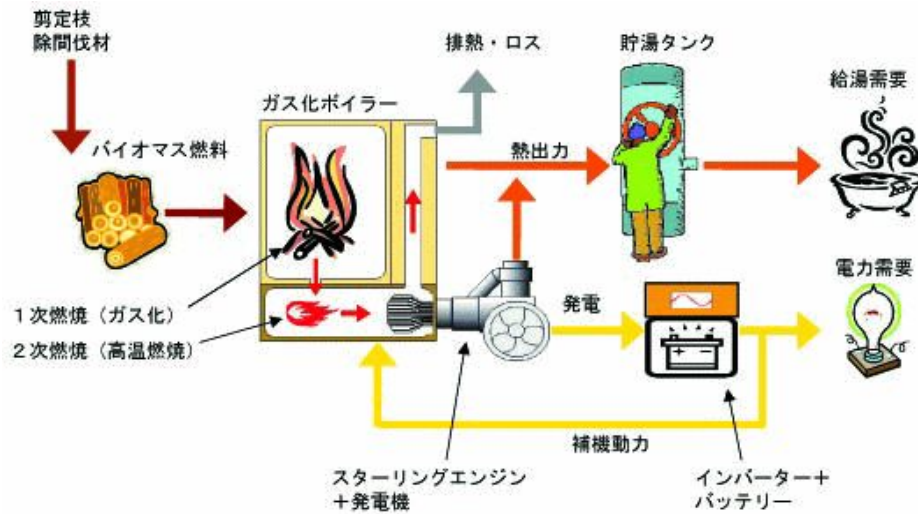 剪定枝
除間伐材
排熱・ロス
貯湯タンク
給湯需要
ガス化ボイラー
バイオマス燃料
熱出力
電力需要
発電
1次燃焼（ガス化）
2次燃焼（高温燃焼）
補機動力
スターリングエンジン
＋発電機
インバーター＋
バッテリー